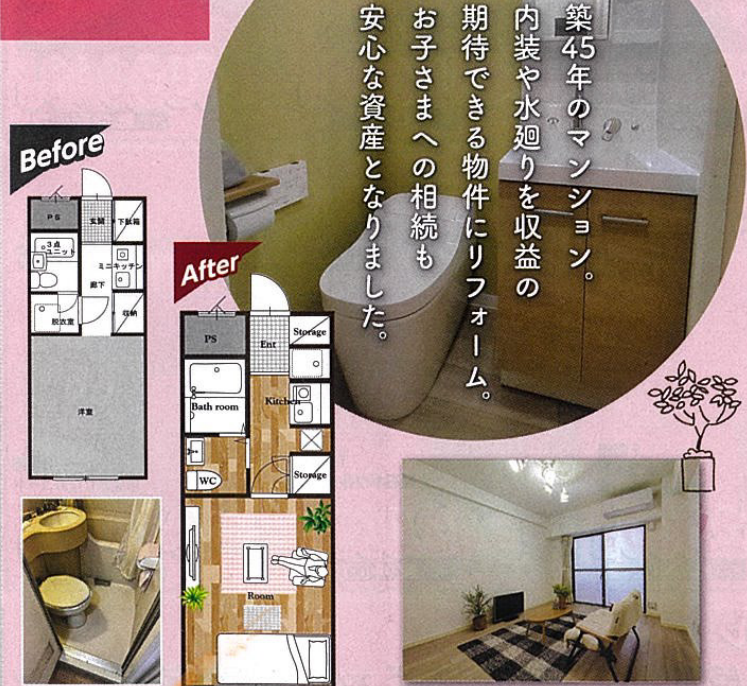 築45年のマンション。
内装や水廻りを収益の
期待できる物件にリフォーム。
お子さまへの相続も
安心な資産となりました。
Before
PS
玄関
下駄箱
3点
ユニット
ミニキッチン
廊下
脱衣室
収納
洋室
After
PS
Ent
Storage
Bath room
Kitchen
WC
Storage
Room